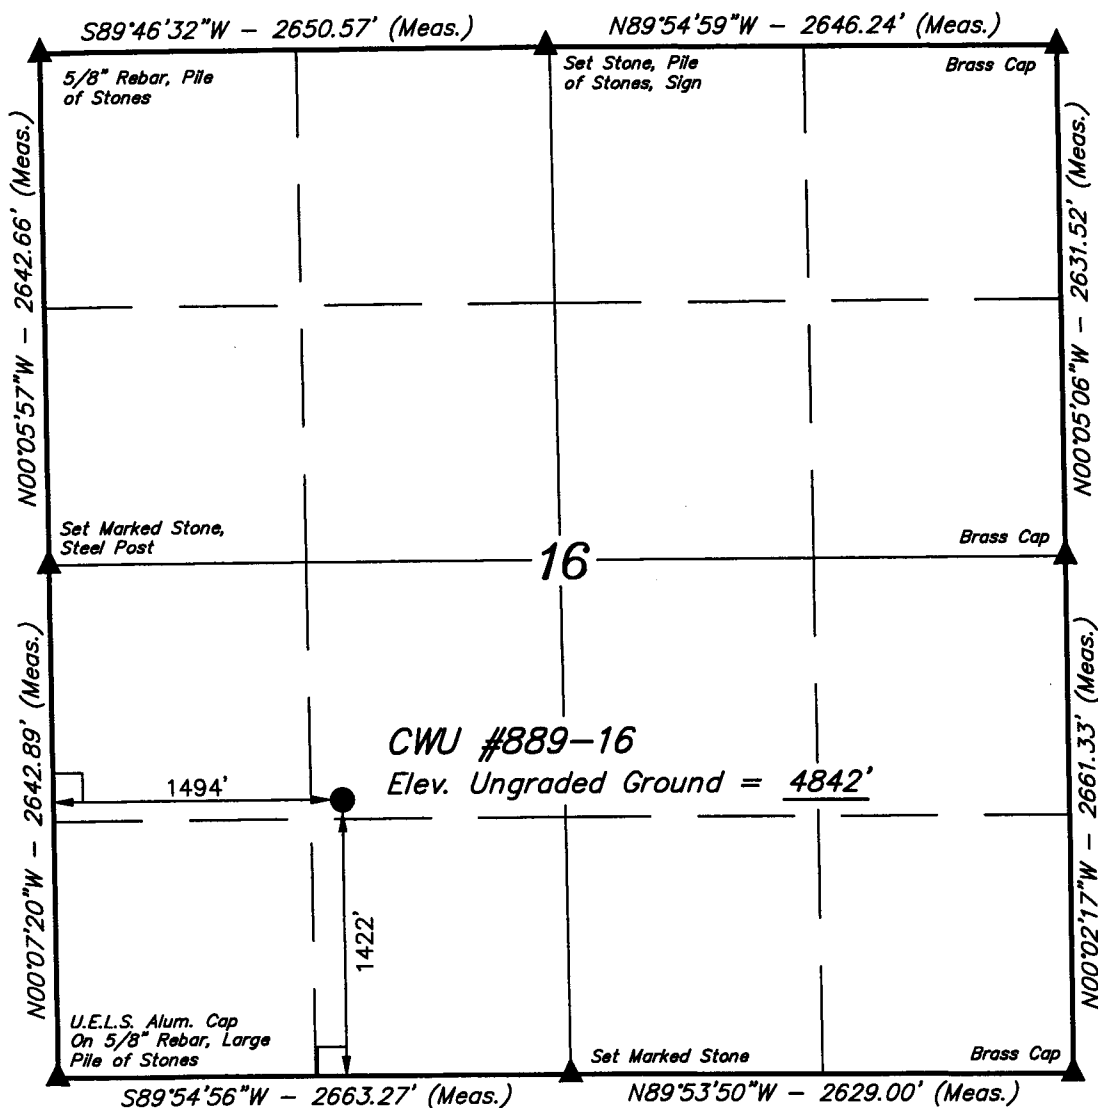 S89°46'32"W - 2650.57' (Meas.)
N89°54'59"W - 2646.24' (Meas.)
5/8" Rebar, Pile
of Stones
Set Stone, Pile
of Stones, Sign
Brass Cap
N00°05'57"W - 2642.66' (Meas.)
N00°05'06"W - 2631.52' (Meas.)
Set Marked Stone,
Steel Post
Brass Cap
16
CWU #889-16
Elev. Ungraded Ground = 4842'
1494'
1422'
N00°07'20"W - 2642.89' (Meas.)
N00°02'17"W - 2661.33' (Meas.)
U.E.L.S. Alum. Cap
On 5/8" Rebar, Large
Pile of Stones
Set Marked Stone
Brass Cap
S89°54'56"W - 2663.27' (Meas.)
N89°53'50"W - 2629.00' (Meas.)